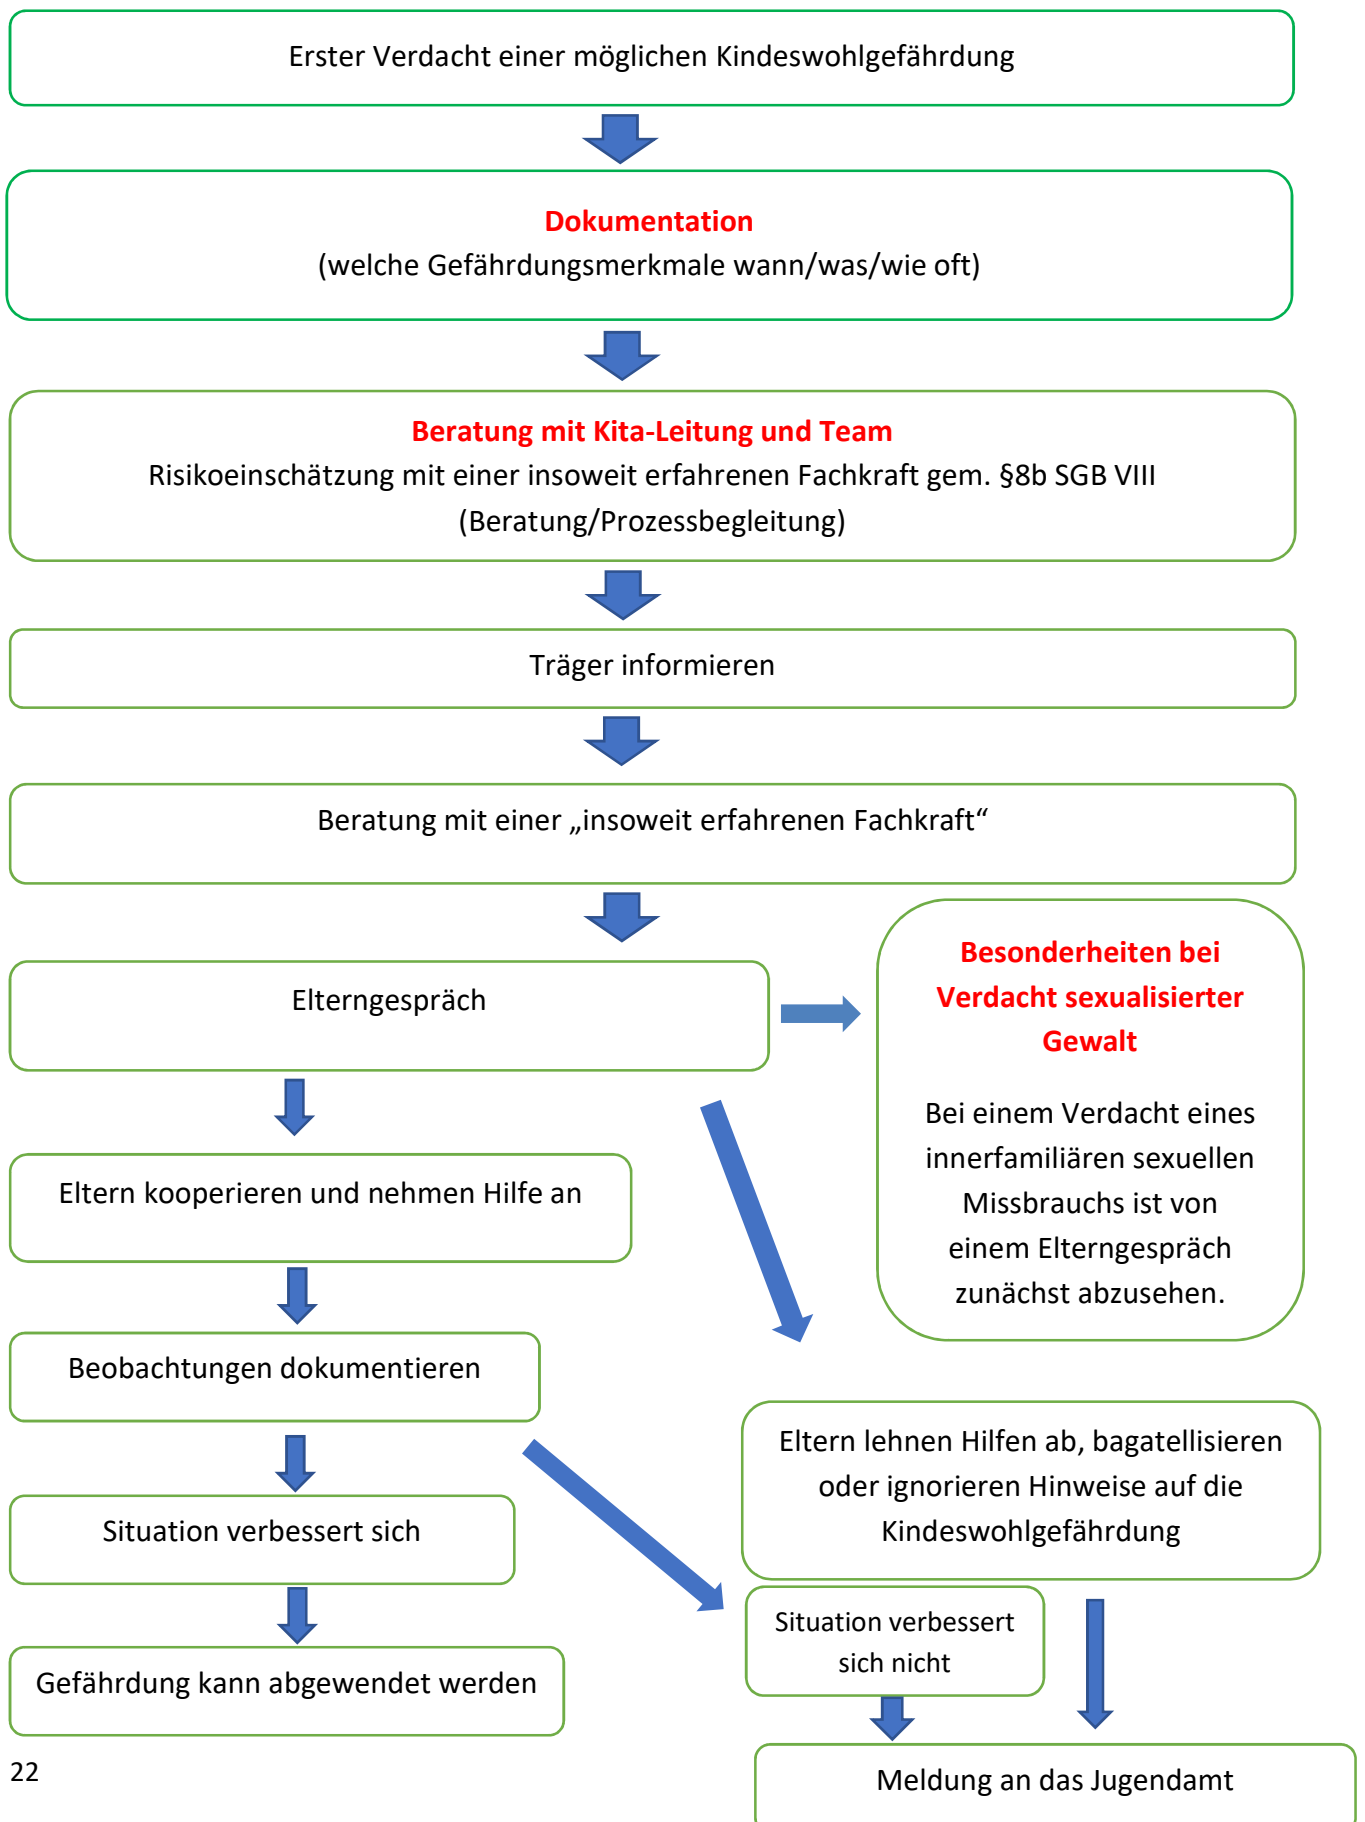 Erster Verdacht einer möglichen Kindeswohlgefährdung
Dokumentation
(welche Gefährdungsmerkmale wann/was/wie oft)
Beratung mit Kita-Leitung und Team
Risikoeinschätzung mit einer insoweit erfahrenen Fachkraft gem. §8b SGB VIII
(Beratung/Prozessbegleitung)
Träger informieren
Beratung mit einer „insoweit erfahrenen Fachkraft“
Elterngespräch
Besonderheiten bei
Verdacht sexualisierter
Gewalt
Bei einem Verdacht eines
innerfamiliären sexuellen
Missbrauchs ist von
einem Elterngespräch
zunächst abzusehen.
Eltern kooperieren und nehmen Hilfe an
Beobachtungen dokumentieren
Eltern lehnen Hilfen ab, bagatellisieren
oder ignorieren Hinweise auf die
Kindeswohlgefährdung
Situation verbessert sich
Situation verbessert
sich nicht
Gefährdung kann abgewendet werden
Meldung an das Jugendamt
22